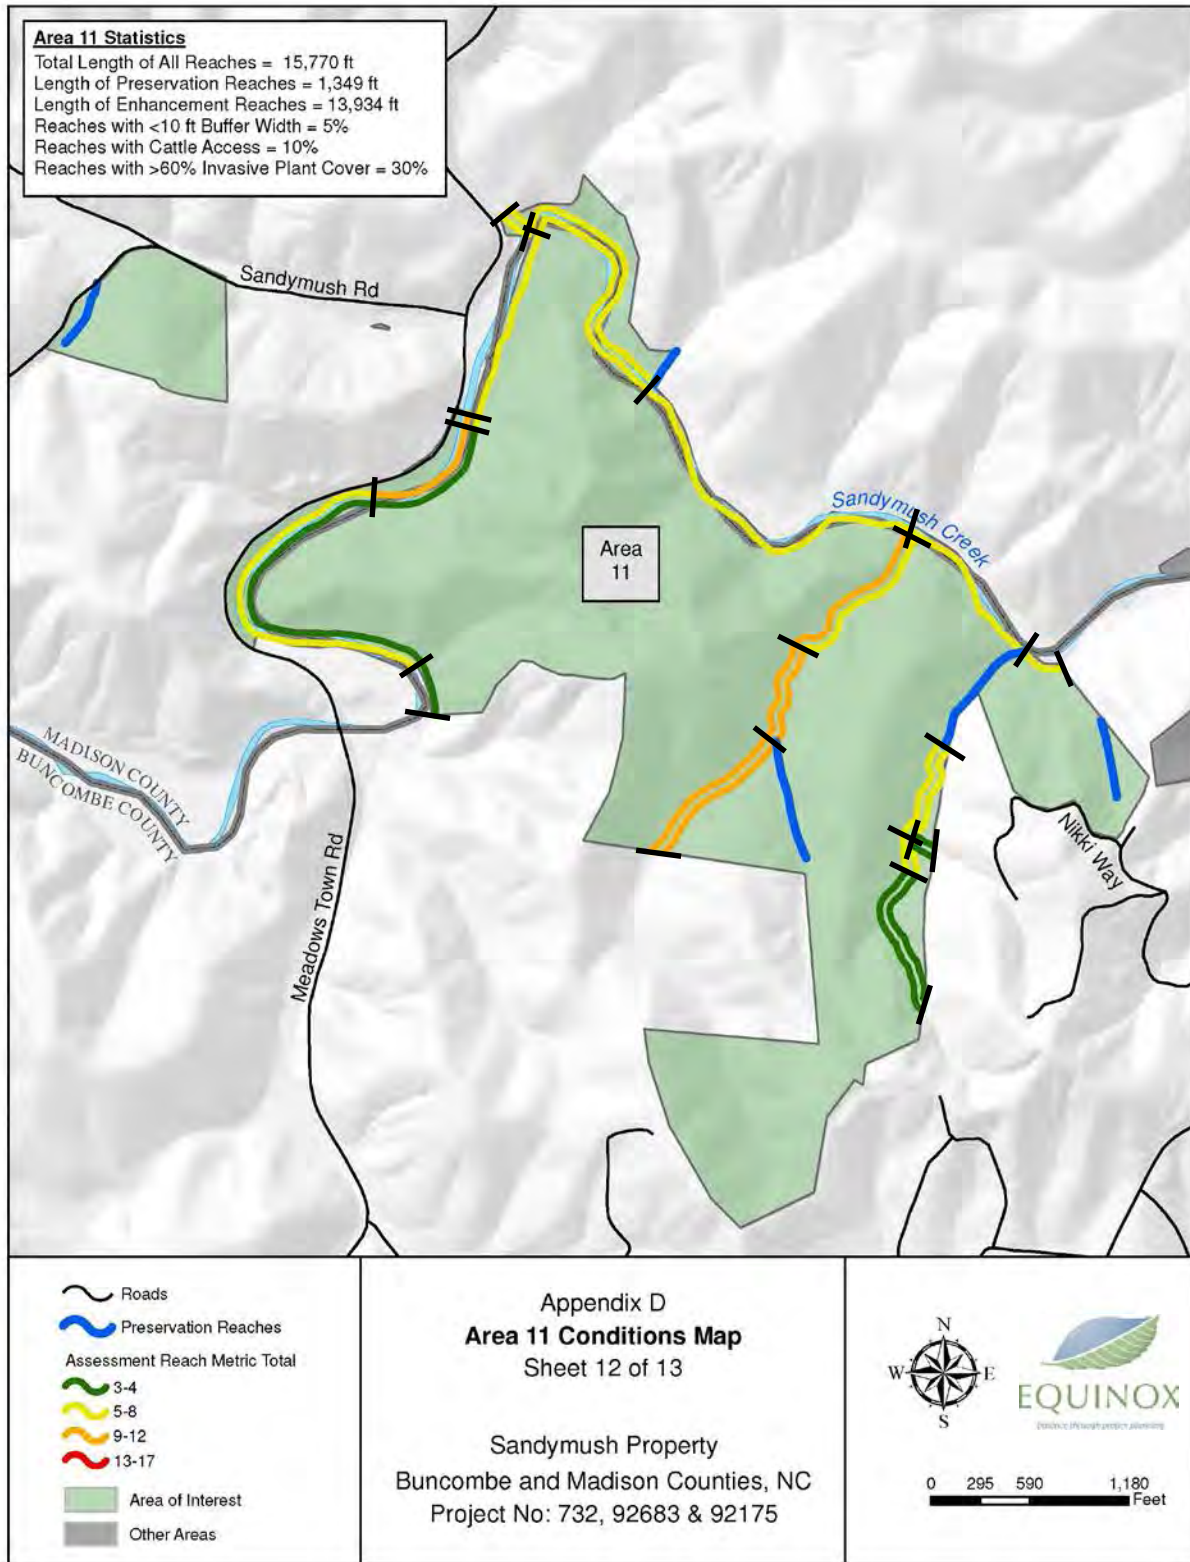 Area 11 Statistics
Total Length of All Reaches = 15,770 ft
Length of Preservation Reaches = 1,349 ft
Length of Enhancement Reaches = 13,934 ft
Reaches with <10 ft Buffer Width = 5%
Reaches with Cattle Access = 10%
Reaches with >60% Invasive Plant Cover = 30%
Sandymush Rd
Sandymush Creek
Area
11
MADISON COUNTY
BUNCOMBE COUNTY
Meadows Town Rd
Nikki Way
Roads
Preservation Reaches
Assessment Reach Metric Total
3-4
5-8
9-12
13-17
Area of Interest
Other Areas
Appendix D
Area 11 Conditions Map
Sheet 12 of 13
Sandymush Property
Buncombe and Madison Counties, NC
Project No: 732, 92683 & 92175
N
W E
S
EQUINOX
balance through proper planning
0 295 590 1,180
Feet